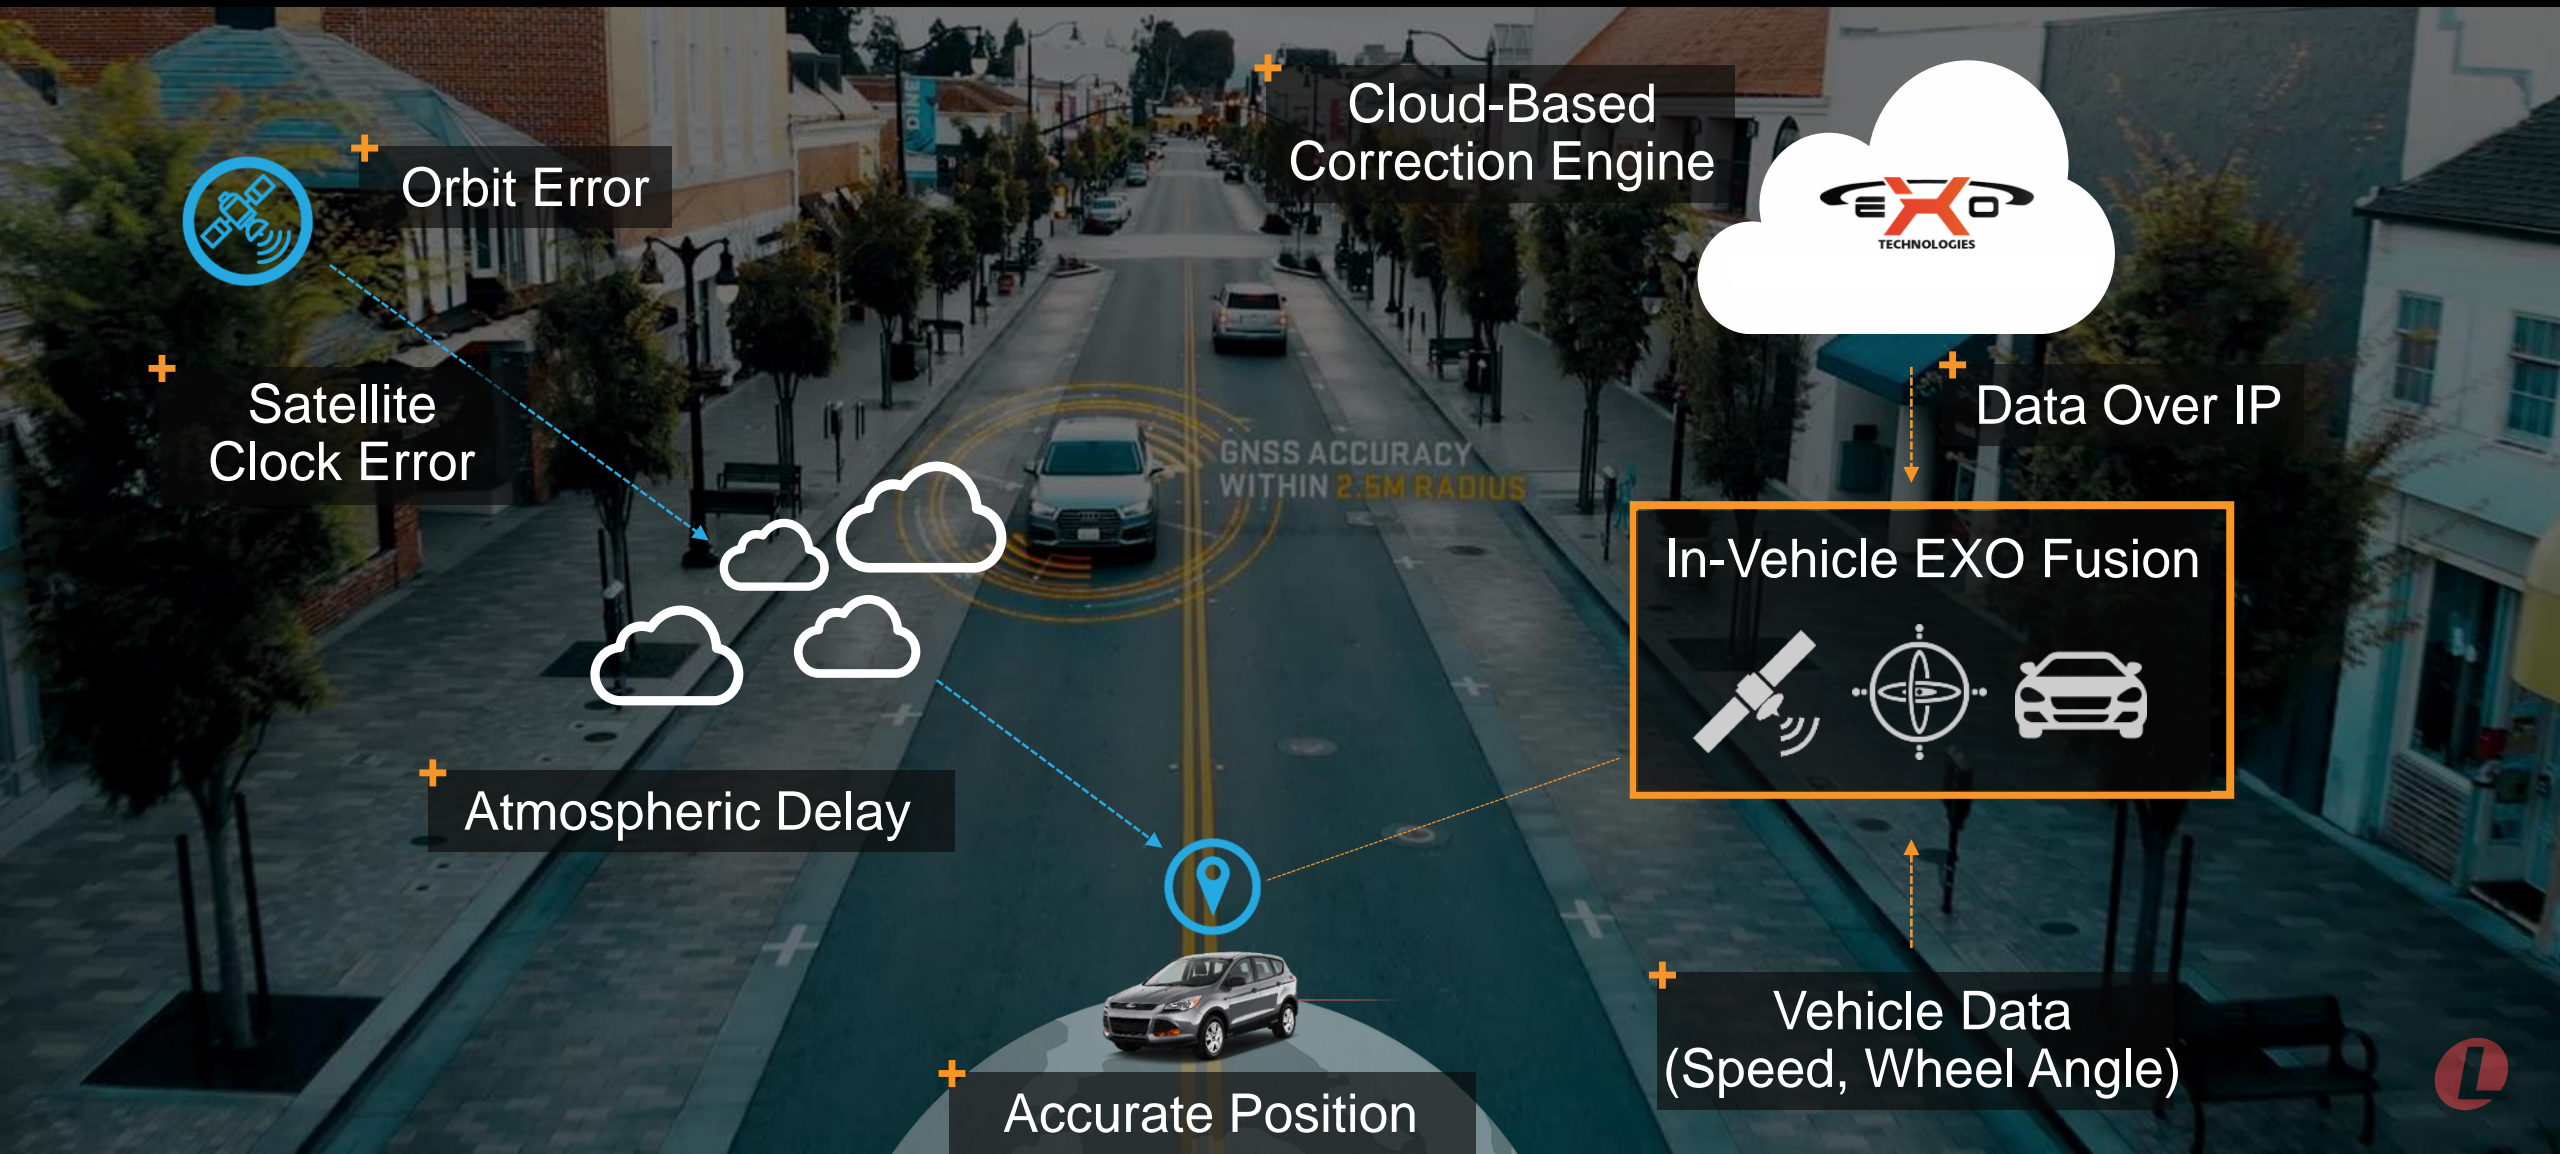 Cloud-Based
Correction Engine
Orbit Error
EXO
TECHNOLOGIES
DINE
Satellite
Clock Error
Data Over IP
GNSS ACCURACY
WITHIN 2.5M RADIUS
In-Vehicle EXO Fusion
Atmospheric Delay
Vehicle Data
(Speed, Wheel Angle)
Accurate Position
L